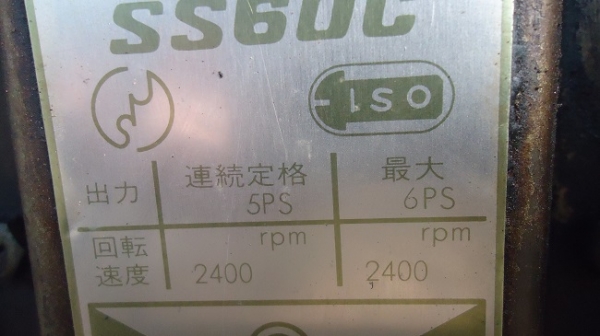 SS60C
ISO
連続定格 最大
出力 5PS 6PS
回転 rpm rpm
速度 2400 2400